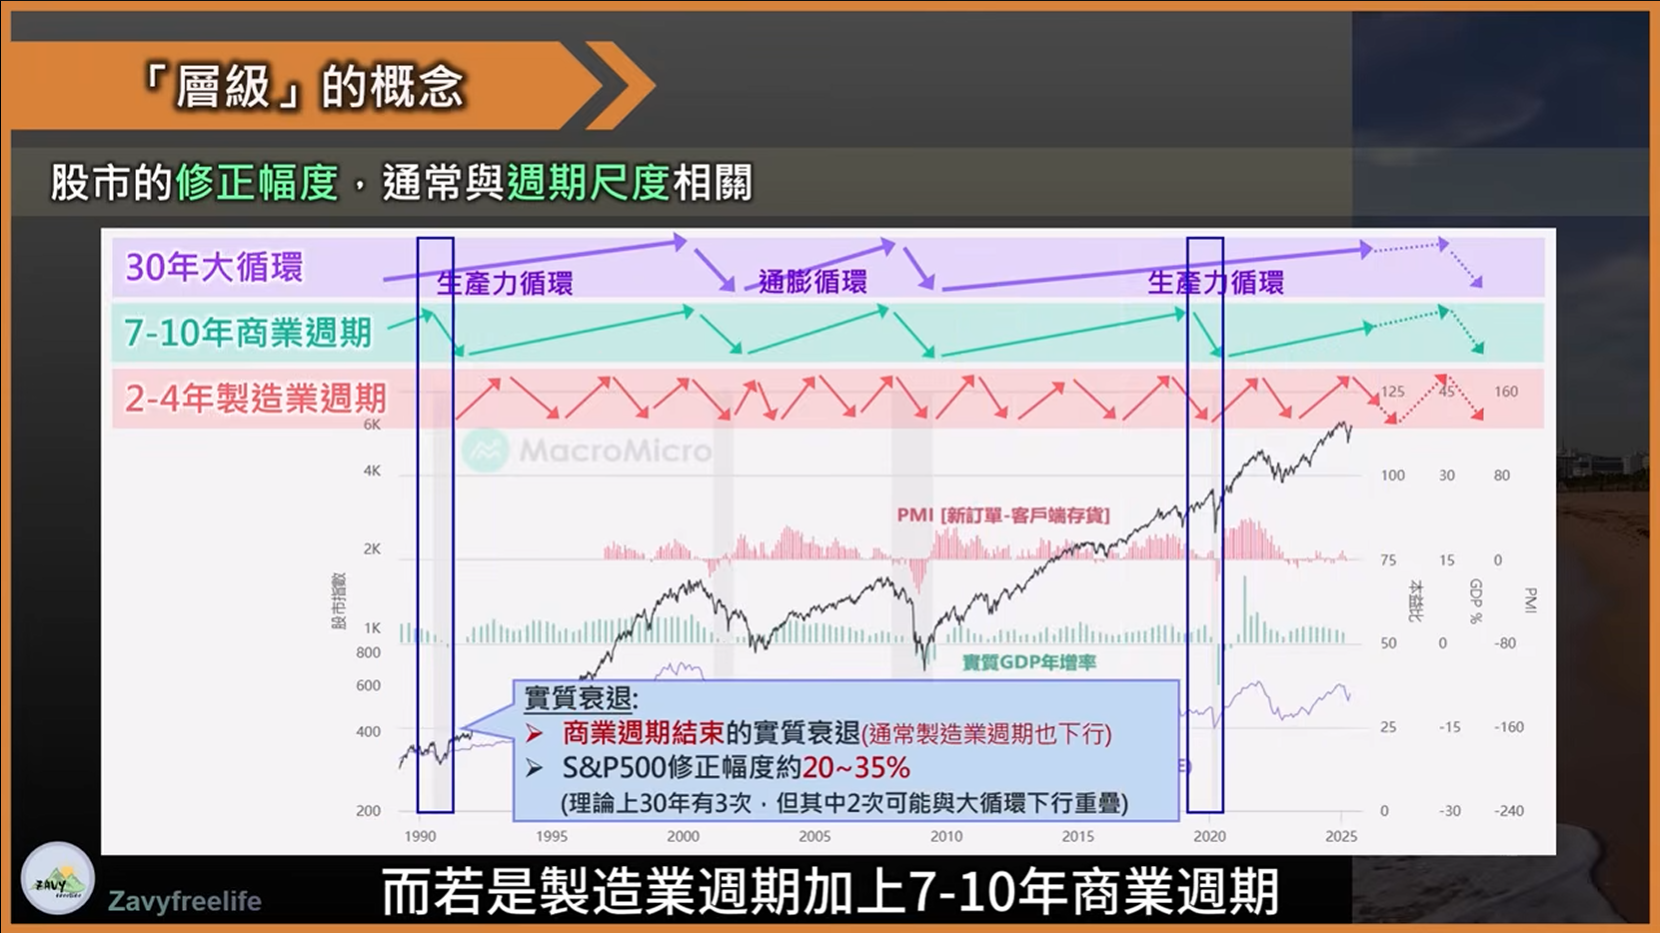 「層級」的概念
股市的修正幅度，通常與週期尺度相關
30年大循環
生產力循環
通膨循環
生產力循環
7-10年商業週期
2-4年製造業週期
125 45 160
6K
MacroMicro
4K
100 30 80
PMI [新訂單-客戶端存貨]
2K
75 15 0
股市指數
本益比
GDP %
PMI
1K
50 0 -80
800
實質GDP年增率
600
實質衰退:
400
商業週期結束的實質衰退(通常製造業週期也下行)
25 -15 -160
S&P500修正幅度約20~35%
(理論上30年有3次，但其中2次可能與大循環下行重疊)
200
0 -30 -240
1990 1995 2000 2005 2010 2015 2020 2025
ZAVY
freelife
Zavyfreelife
而若是製造業週期加上7-10年商業週期